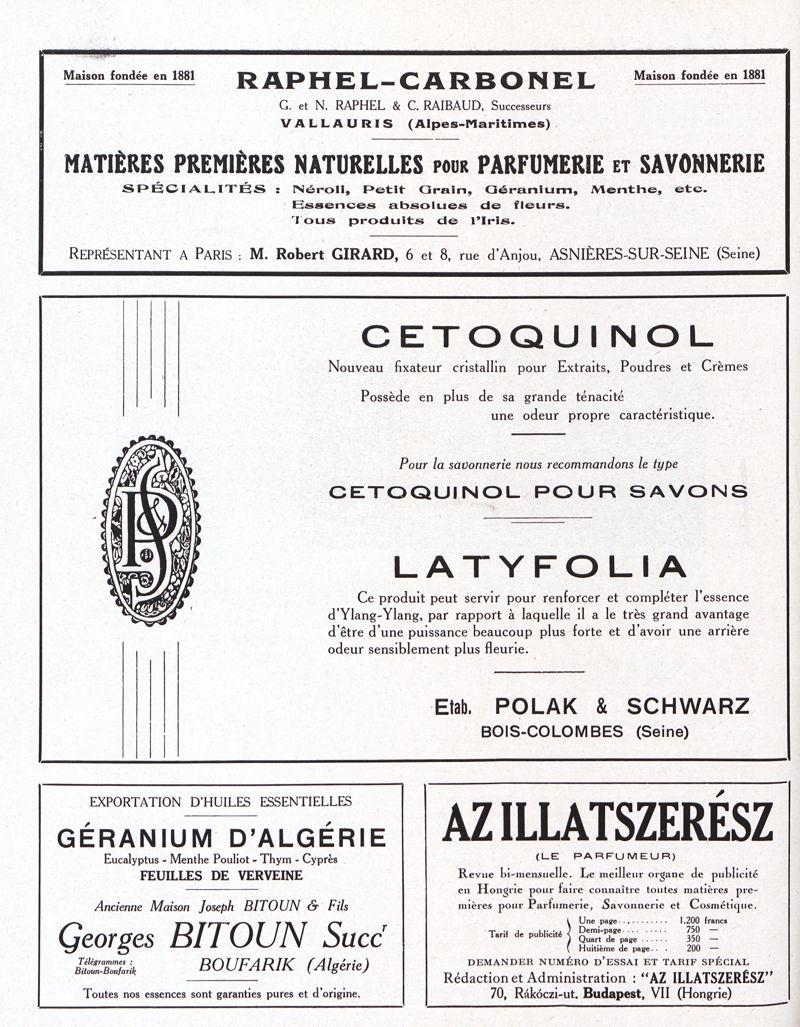 Maison fondée en 1881 RAPHEL-CARBONEL Maison fondée en 1881
G. et N. RAPHEL & C. RAIBAUD, Successeurs
VALLAURIS (Alpes-Maritimes)
MATIÈRES PREMIÈRES NATURELLES POUR PARFUMERIE ET SAVONNERIE
SPÉCIALITÉS : Néroli, Petit Grain, Géranium, Menthe, etc.
Essences absolues de fleurs.
Tous produits de l'Iris.
REPRÉSENTANT A PARIS : M. Robert GIRARD, 6 et 8, rue d'Anjou, ASNIÈRES-SUR-SEINE (Seine)
CETOQUINOL
Nouveau fixateur cristallin pour Extraits, Poudres et Crèmes
Possède en plus de sa grande ténacité
une odeur propre caractéristique.
Pour la savonnerie nous recommandons le type
CETOQUINOL POUR SAVONS
P&S
LATYFOLIA
Ce produit peut servir pour renforcer et compléter l'essence
d'Ylang-Ylang, par rapport à laquelle il a le très grand avantage
d'être d'une puissance beaucoup plus forte et d'avoir une arrière
odeur sensiblement plus fleurie.
Etab. POLAK & SCHWARZ
BOIS-COLOMBES (Seine)
EXPORTATION D'HUILES ESSENTIELLES
GÉRANIUM D'ALGÉRIE
Eucalyptus - Menthe Pouliot - Thym - Cyprès
FEUILLES DE VERVEINE
Ancienne Maison Joseph BITOUN & Fils
Georges BITOUN Succr
Télégrammes :
Bitoun-Boufarik
BOUFARIK (Algérie)
Toutes nos essences sont garanties pures et d'origine.
AZ ILLATSZERÉSZ
(LE PARFUMEUR)
Revue bi-mensuelle. Le meilleur organe de publicité
en Hongrie pour faire connaître toutes matières pre-
mières pour Parfumerie, Savonnerie et Cosmétique.
Tarif de publicité
Une page........... 1.200 francs
Demi-page.......... 750 —
Quart de page ...... 350 —
Huitième de page... 200 —
DEMANDER NUMÉRO D'ESSAI ET TARIF SPÉCIAL
Rédaction et Administration : "AZ ILLATSZERÉSZ"
70, Rákóczi-ut. Budapest, VII (Hongrie)